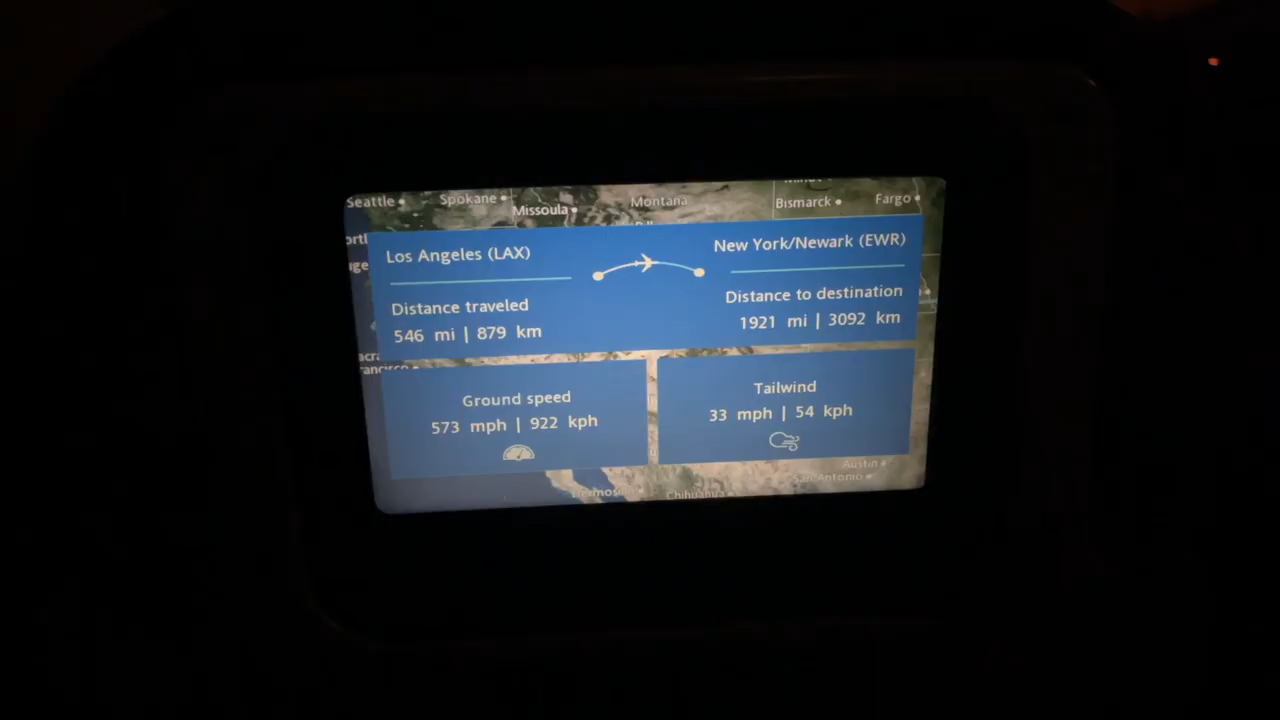 Seattle
Spokane
Missoula
Montana
Bismarck
Fargo
Los Angeles (LAX)
New York/Newark (EWR)
Distance traveled
546 mi | 879 km
Distance to destination
1921 mi | 3092 km
Ground speed
573 mph | 922 kph
Tailwind
33 mph | 54 kph
Austin
San Antonio
Chihuahua